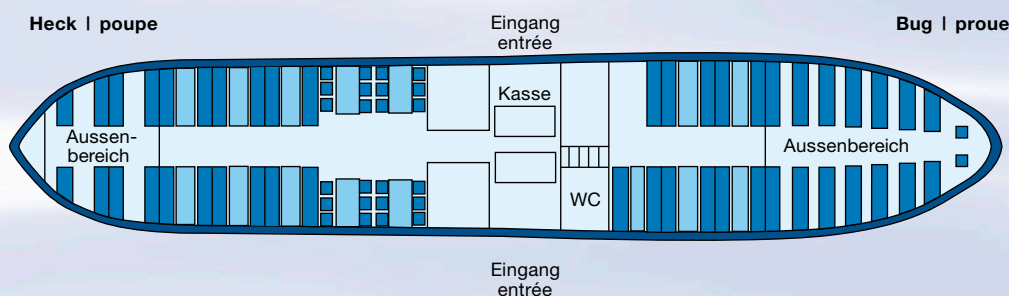 Heck | poupe
Eingang
entrée
Bug | proue
Kasse
Aussen-
bereich
Aussenbereich
WC
Eingang
entrée